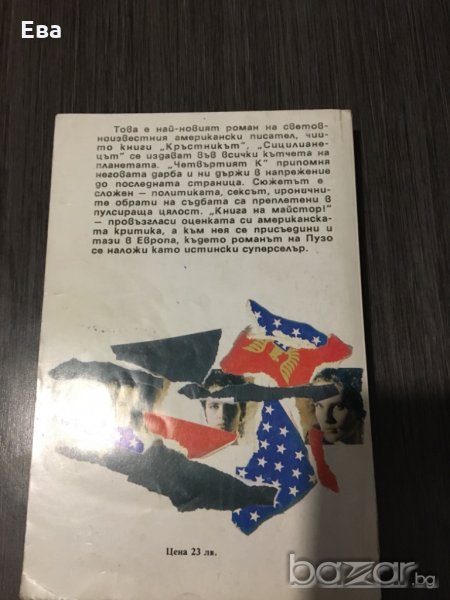 Ева
Това е най-новият роман на светов-
ноизвестния американски писател, чии-
то книги „Кръстникът", „Сицилиане-
цът" се издават във всички кътчета на
планетата. „Четвъртият К" припомня
неговата дарба и ни държи в напрежение
до последната страница. Сюжетът е
сложен — политиката, сексът, ироничните
обрати на съдбата са преплетени в
пулсираща цялост. „Книга на майстор!"
— провъзгласи оценката си американска-
та критика, а към нея се присъедини и
тази в Европа, където романът на Пузо
се наложи като истински суперселър.
Цена 23 лв.
bazar.bg